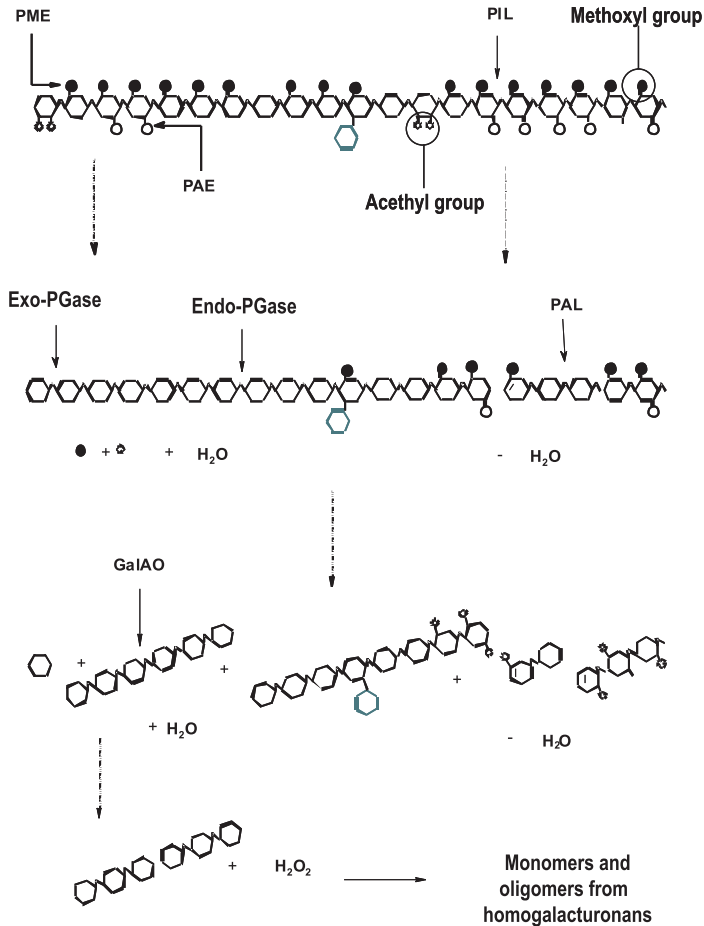 PME
PIL
Methoxyl group
PAE
Acethyl group
Exo-PGase
Endo-PGase
PAL
+ + H₂O
- H₂O
GalAO
+ + +
+ H₂O
- H₂O
+ H₂O₂
Monomers and
oligomers from
homogalacturonans